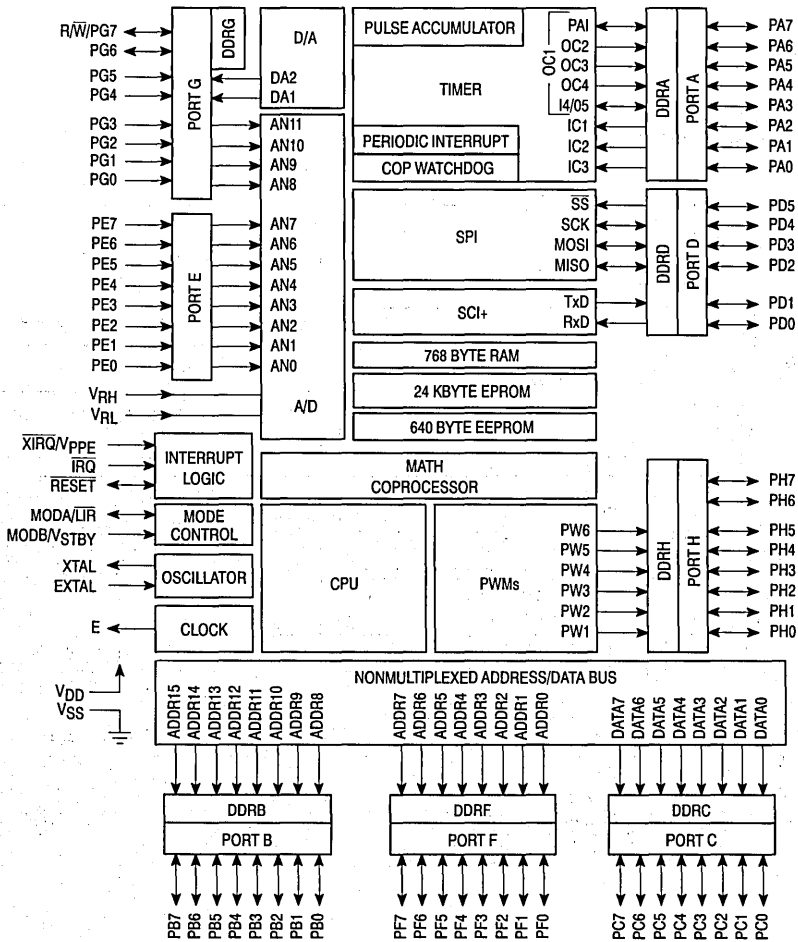 R/W̅/PG7
PG6
PG5
PG4
PG3
PG2
PG1
PG0
PORT G
DDRG
D/A
DA2
DA1
AN11
AN10
AN9
AN8
PE7
PE6
PE5
PE4
PE3
PE2
PE1
PE0
PORT E
AN7
AN6
AN5
AN4
AN3
AN2
AN1
AN0
A/D
VRH
VRL
PULSE ACCUMULATOR
TIMER
PERIODIC INTERRUPT
COP WATCHDOG
OC1
PAI
OC2
OC3
OC4
I4/05
IC1
IC2
IC3
DDRA
PORT A
PA7
PA6
PA5
PA4
PA3
PA2
PA1
PA0
SPI
S̅S̅
SCK
MOSI
MISO
SCI+
TxD
RxD
DDRD
PORT D
PD5
PD4
PD3
PD2
PD1
PD0
768 BYTE RAM
24 KBYTE EPROM
640 BYTE EEPROM
X̅I̅R̅Q̅/VPPE
I̅R̅Q̅
R̅E̅S̅E̅T̅
INTERRUPT
LOGIC
MATH
COPROCESSOR
MODA/L̅I̅R̅
MODB/VSTBY
MODE
CONTROL
XTAL
EXTAL
OSCILLATOR
E
CLOCK
CPU
PWMs
PW6
PW5
PW4
PW3
PW2
PW1
DDRH
PORT H
PH7
PH6
PH5
PH4
PH3
PH2
PH1
PH0
VDD
VSS
NONMULTIPLEXED ADDRESS/DATA BUS
ADDR15
ADDR14
ADDR13
ADDR12
ADDR11
ADDR10
ADDR9
ADDR8
ADDR7
ADDR6
ADDR5
ADDR4
ADDR3
ADDR2
ADDR1
ADDR0
DATA7
DATA6
DATA5
DATA4
DATA3
DATA2
DATA1
DATA0
DDRB
PORT B
DDRF
PORT F
DDRC
PORT C
PB7
PB6
PB5
PB4
PB3
PB2
PB1
PB0
PF7
PF6
PF5
PF4
PF3
PF2
PF1
PF0
PC7
PC6
PC5
PC4
PC3
PC2
PC1
PC0